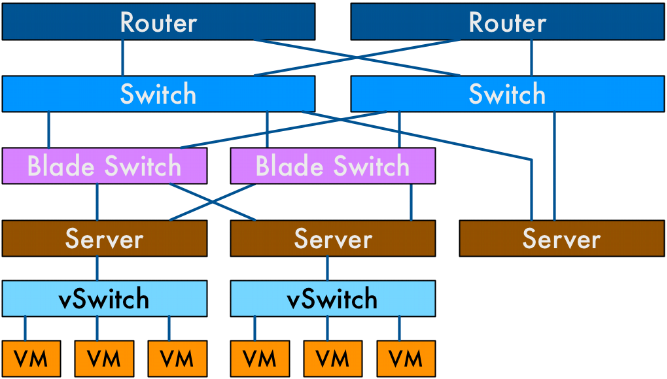 Router Router
Switch Switch
Blade Switch Blade Switch
Server Server Server
vSwitch vSwitch
VM VM VM VM VM VM